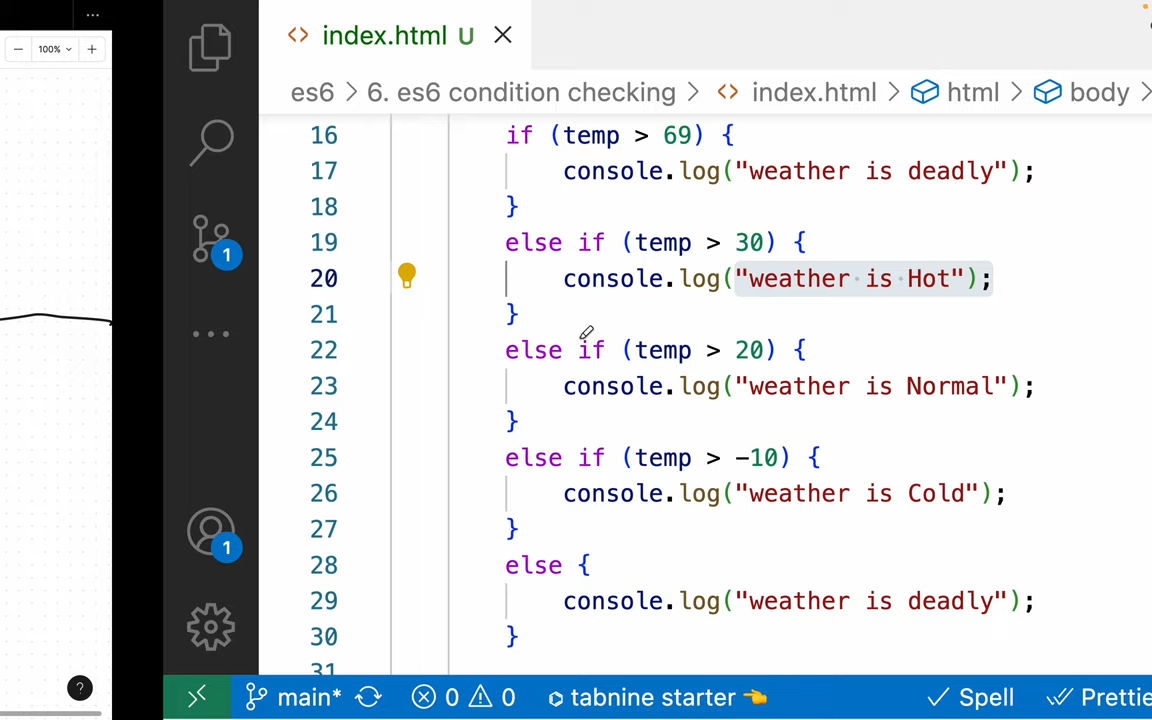 100%
index.html U
es6 > 6. es6 condition checking > index.html > html > body >
16 if (temp > 69) {
17 console.log("weather is deadly");
18 }
19 else if (temp > 30) {
20 console.log("weather is Hot");
21 }
22 else if (temp > 20) {
23 console.log("weather is Normal");
24 }
25 else if (temp > -10) {
26 console.log("weather is Cold");
27 }
28 else {
29 console.log("weather is deadly");
30 }
31
1
1
?
main* 0 0 tabnine starter Spell Prettie